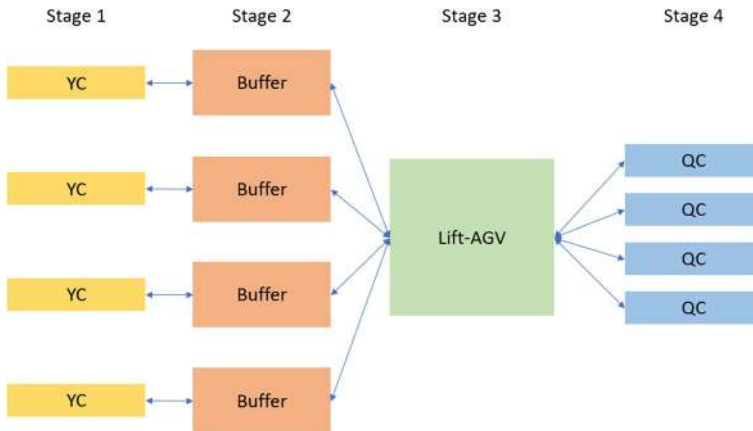 Stage 1
Stage 2
Stage 3
Stage 4
YC
Buffer
YC
Buffer
YC
Buffer
YC
Buffer
Lift-AGV
QC
QC
QC
QC